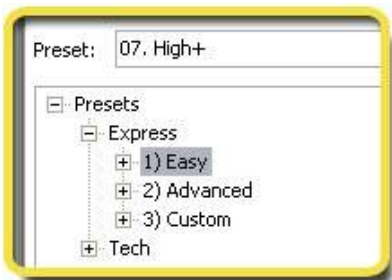 Preset: 07. High+
Presets
Express
1) Easy
2) Advanced
3) Custom
Tech